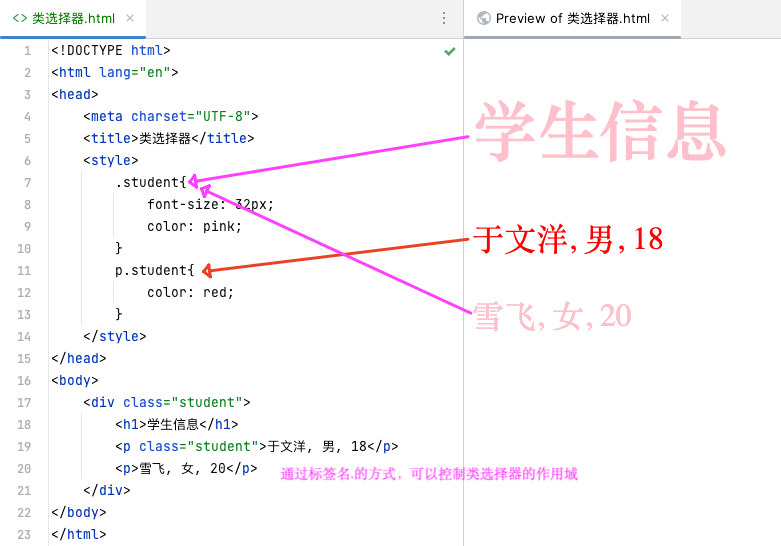 <> 类选择器.html ×
⋮
Preview of 类选择器.html ×
1 <!DOCTYPE html>
2 <html lang="en">
3 <head>
4 <meta charset="UTF-8">
5 <title>类选择器</title>
6 <style>
7 .student{
8 font-size: 32px;
9 color: pink;
10 }
11 p.student{
12 color: red;
13 }
14 </style>
15 </head>
16 <body>
17 <div class="student">
18 <h1>学生信息</h1>
19 <p class="student">于文洋, 男, 18</p>
20 <p>雪飞, 女, 20</p>
21 </div>
22 </body>
23 </html>
通过标签名.的方式，可以控制类选择器的作用域
学生信息
于文洋, 男, 18
雪飞, 女, 20